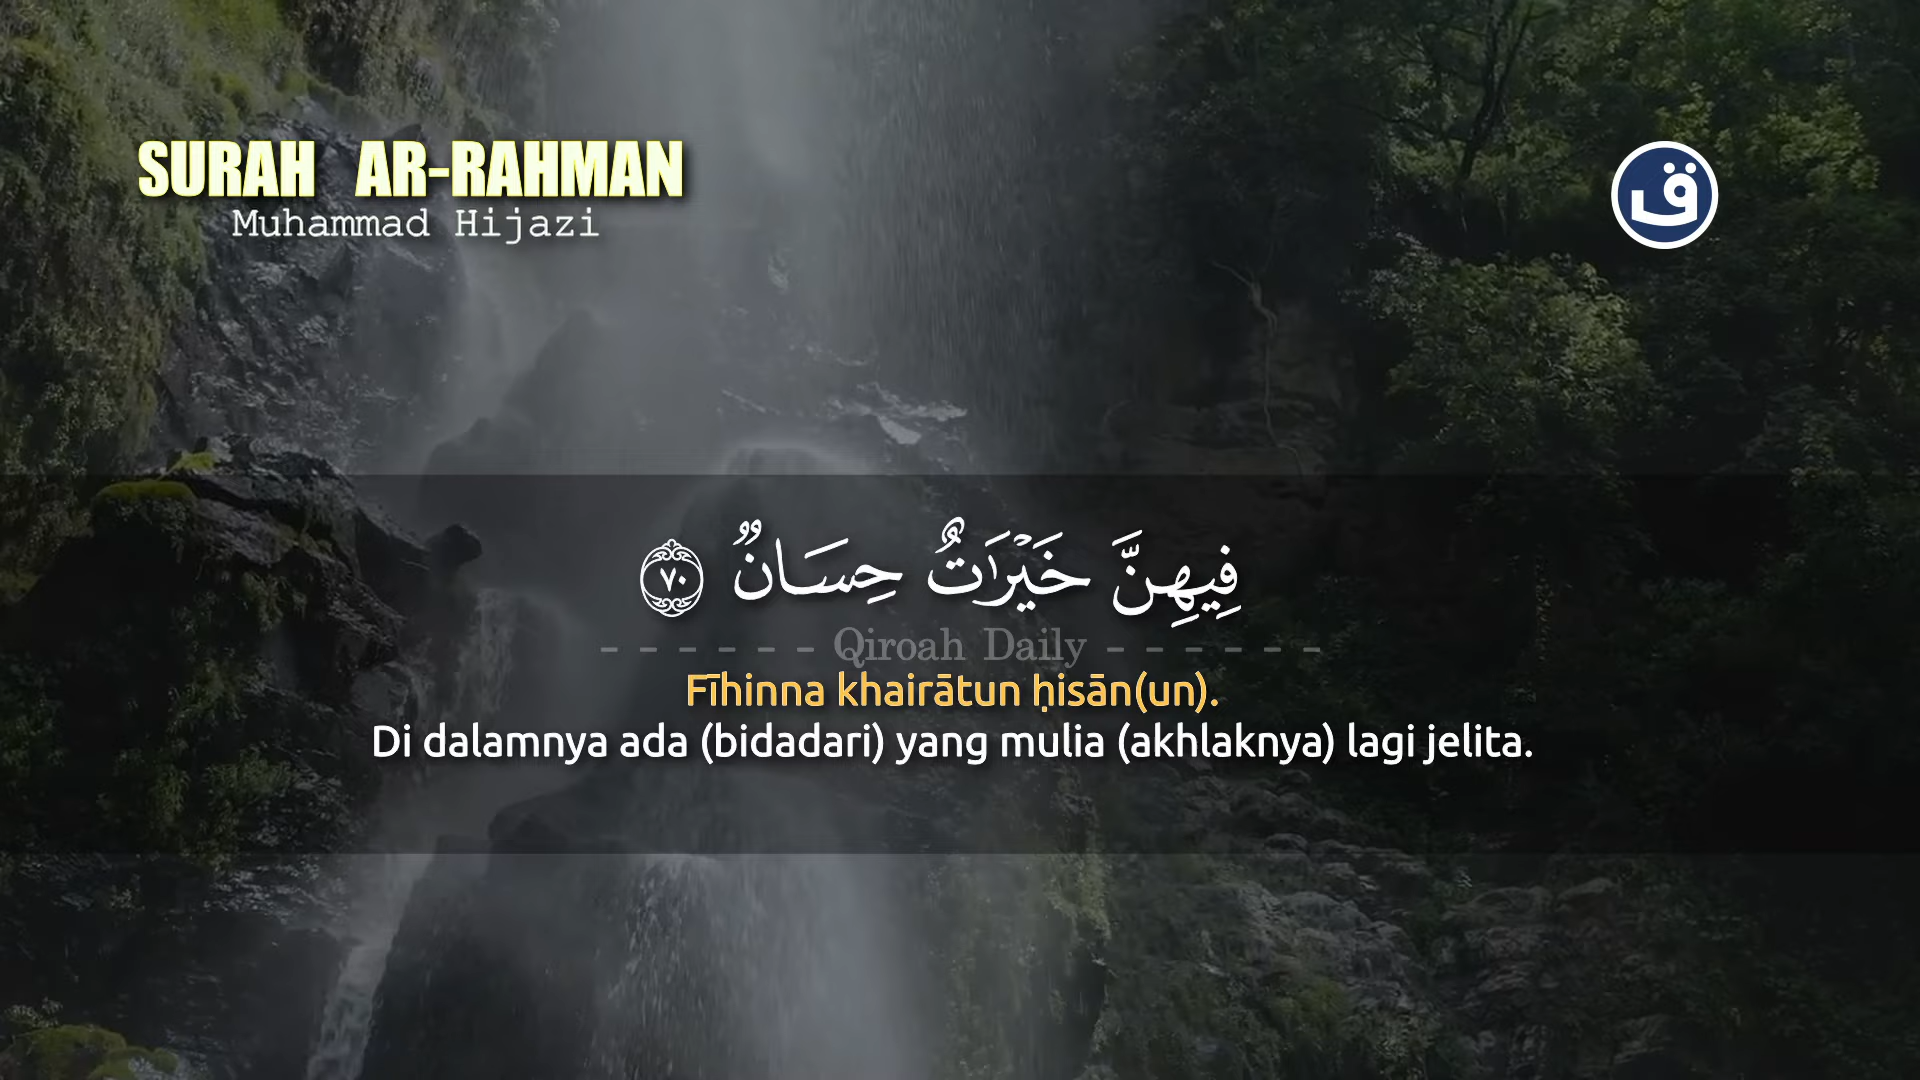 SURAH AR-RAHMAN
Muhammad Hijazi
ق
فِيهِنَّ خَيْرَٰتٌ حِسَانٌ ٧٠
Qiroah Daily
Fīhinna khairātun ḥisān(un).
Di dalamnya ada (bidadari) yang mulia (akhlaknya) lagi jelita.